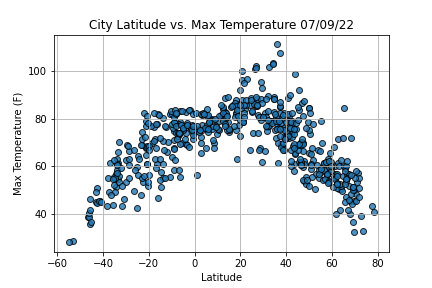 City Latitude vs. Max Temperature 07/09/22
Max Temperature (F)
100
80
60
40
−60 −40 −20 0 20 40 60 80
Latitude